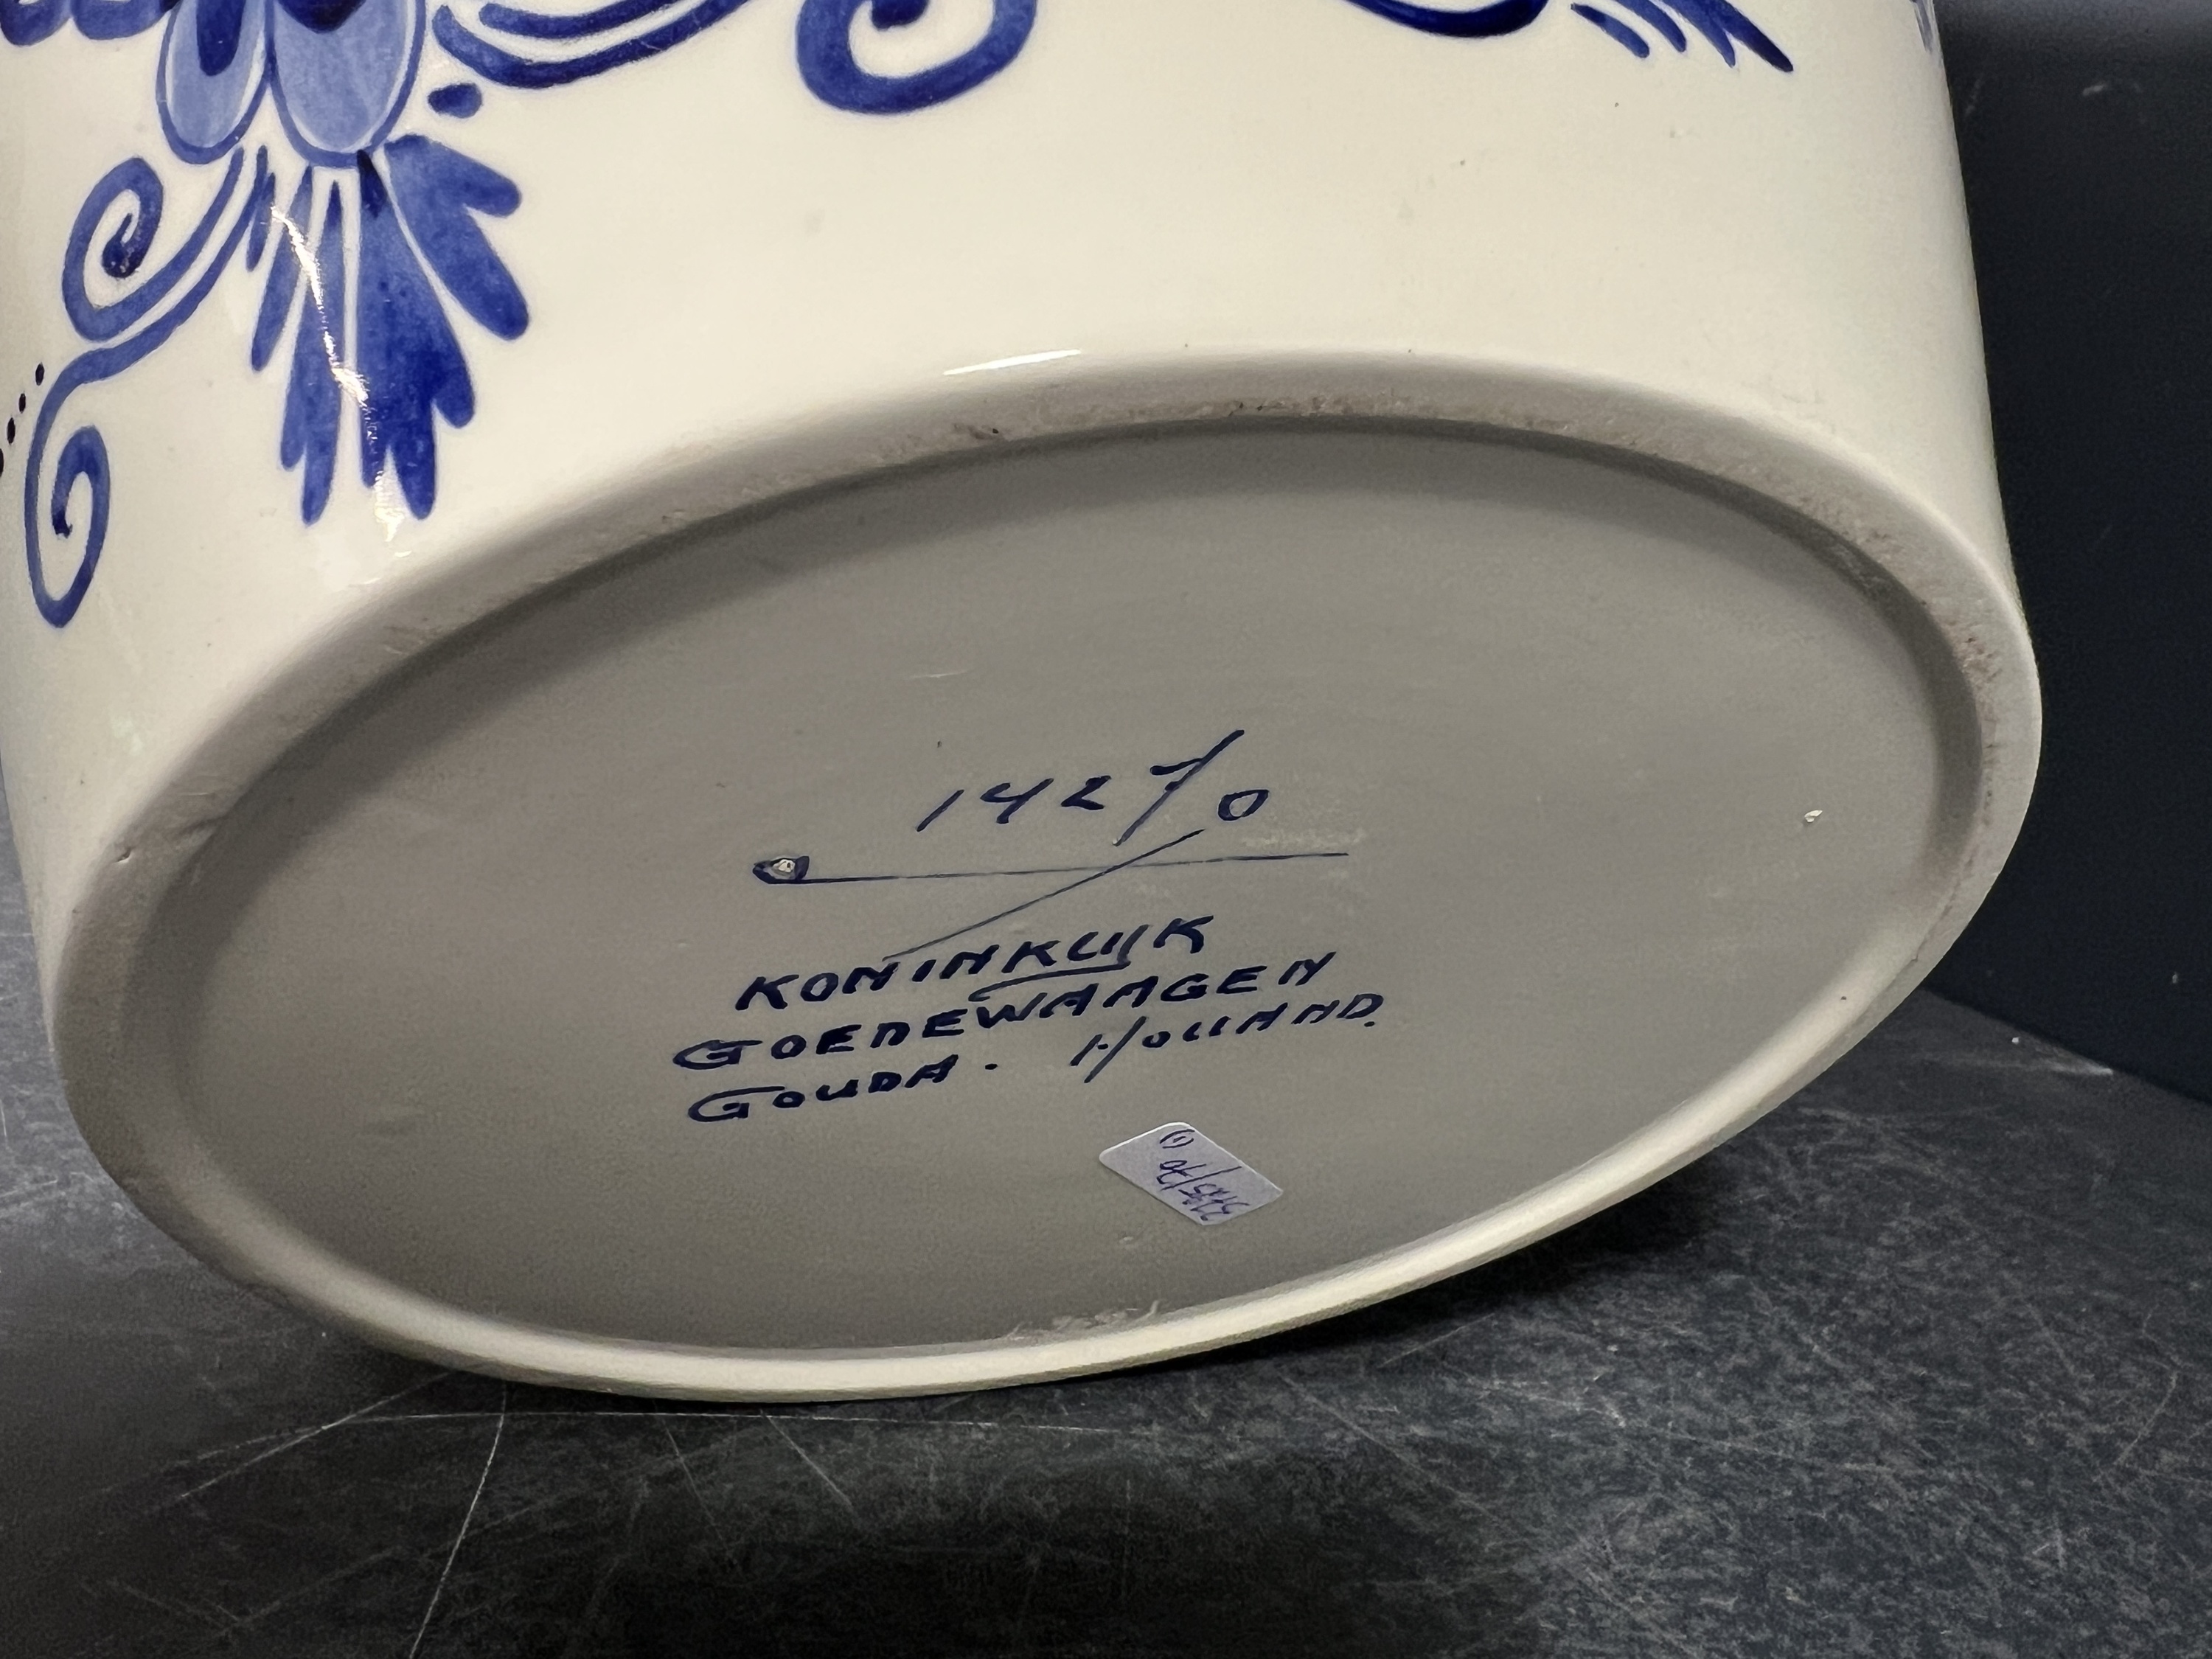 1427/0
KONINKLIJK
GOEDEWAAGEN
GOUDA. HOLLAND.